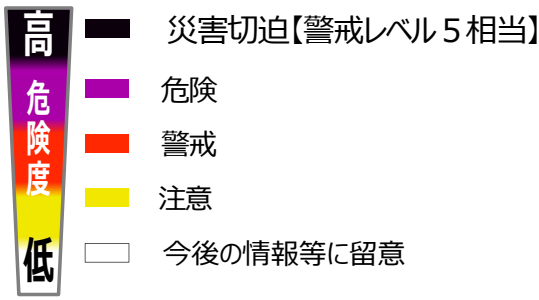 高
危険度
低
災害切迫【警戒レベル５相当】
危険
警戒
注意
今後の情報等に留意